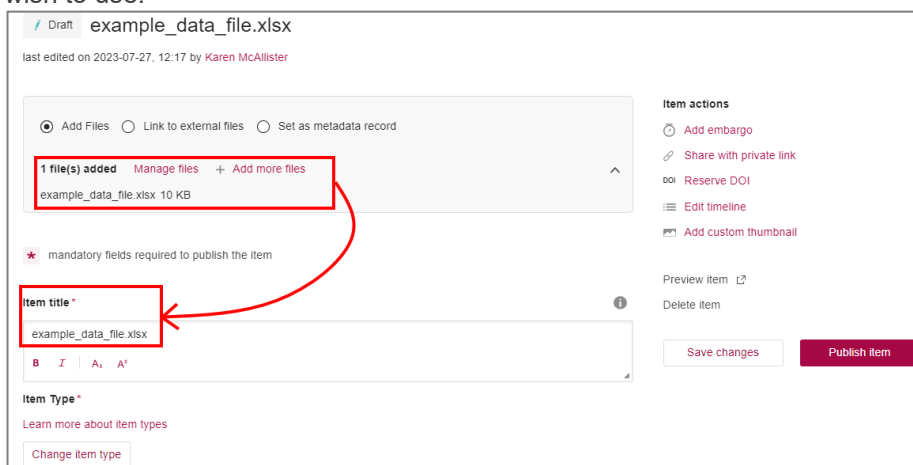 wish to use.
Draft example_data_file.xlsx
last edited on 2023-07-27, 12:17 by Karen McAllister
Add Files Link to external files Set as metadata record
1 file(s) added Manage files + Add more files
example_data_file.xlsx 10 KB
* mandatory fields required to publish the item
Item title *
example_data_file.xlsx
B I A₂ A²
Item Type *
Learn more about item types
Change item type
Item actions
Add embargo
Share with private link
DOI Reserve DOI
Edit timeline
Add custom thumbnail
Preview item
Delete item
Save changes Publish item